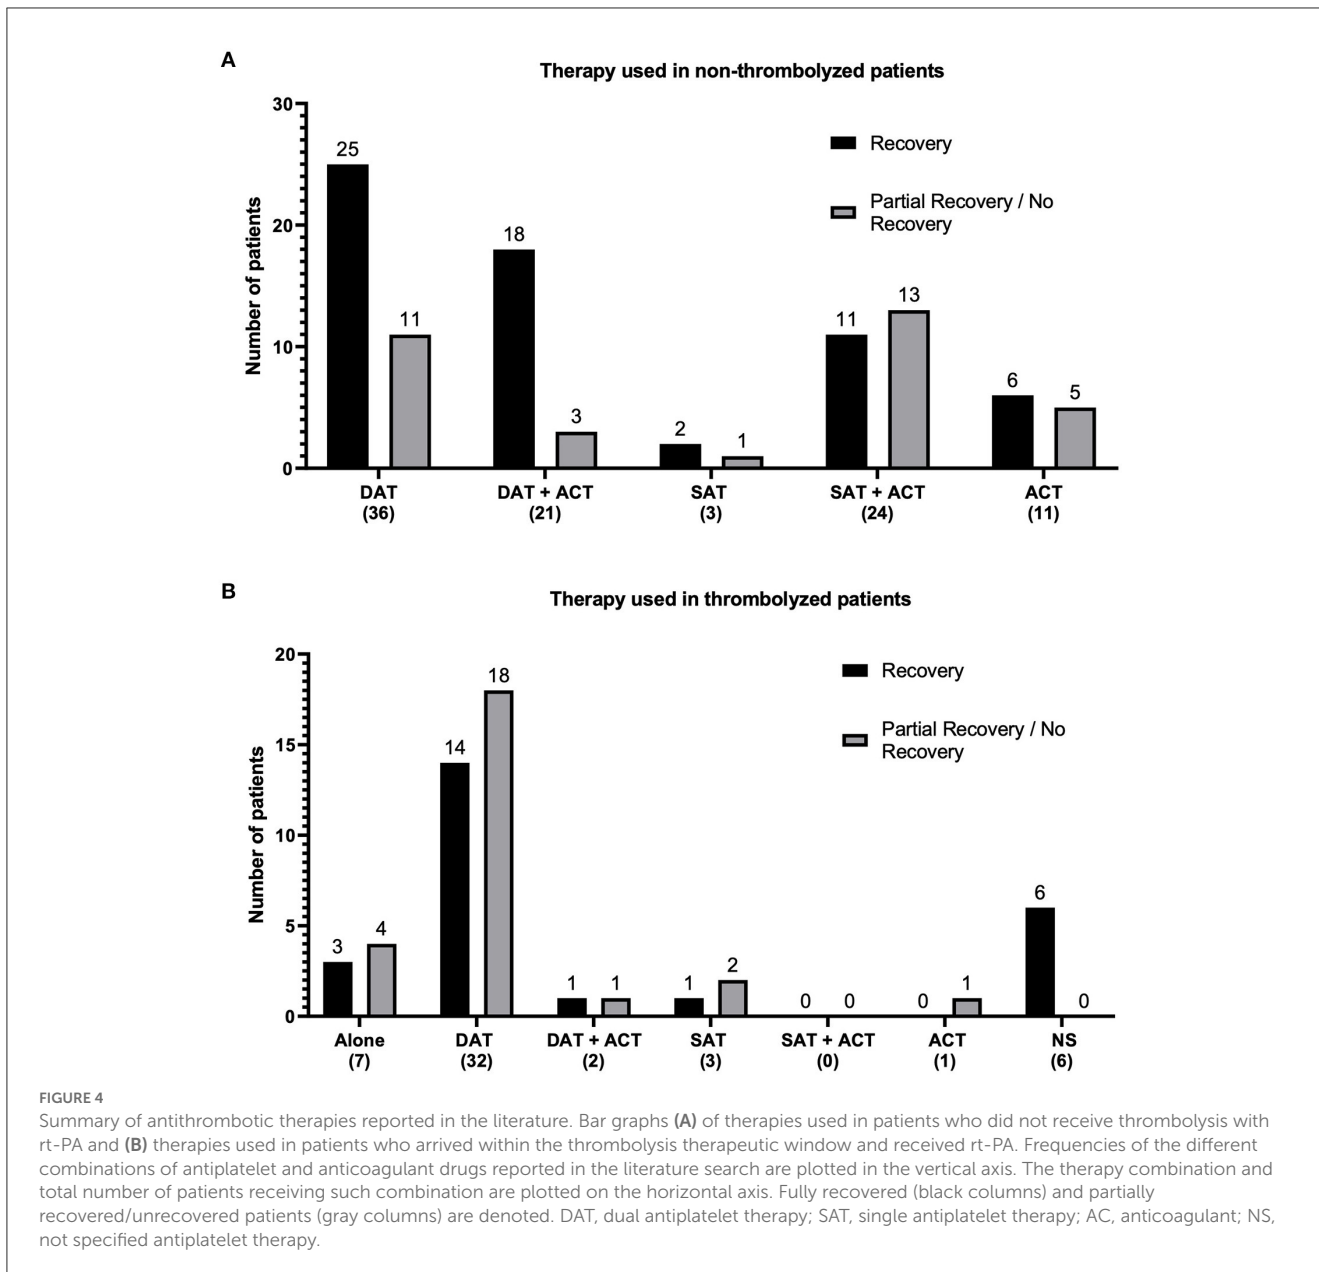 A
Therapy used in non-thrombolyzed patients
30
20
10
0
Number of patients
Recovery
Partial Recovery / No
Recovery
25
11
18
3
2
1
11
13
6
5
DAT
(36)
DAT + ACT
(21)
SAT
(3)
SAT + ACT
(24)
ACT
(11)
B
Therapy used in thrombolyzed patients
20
15
10
5
0
Number of patients
Recovery
Partial Recovery / No
Recovery
3
4
14
18
1
1
1
2
0
0
0
1
6
0
Alone
(7)
DAT
(32)
DAT + ACT
(2)
SAT
(3)
SAT + ACT
(0)
ACT
(1)
NS
(6)
FIGURE 4
Summary of antithrombotic therapies reported in the literature. Bar graphs (A) of therapies used in patients who did not receive thrombolysis with
rt-PA and (B) therapies used in patients who arrived within the thrombolysis therapeutic window and received rt-PA. Frequencies of the different
combinations of antiplatelet and anticoagulant drugs reported in the literature search are plotted in the vertical axis. The therapy combination and
total number of patients receiving such combination are plotted on the horizontal axis. Fully recovered (black columns) and partially
recovered/unrecovered patients (gray columns) are denoted. DAT, dual antiplatelet therapy; SAT, single antiplatelet therapy; AC, anticoagulant; NS,
not specified antiplatelet therapy.